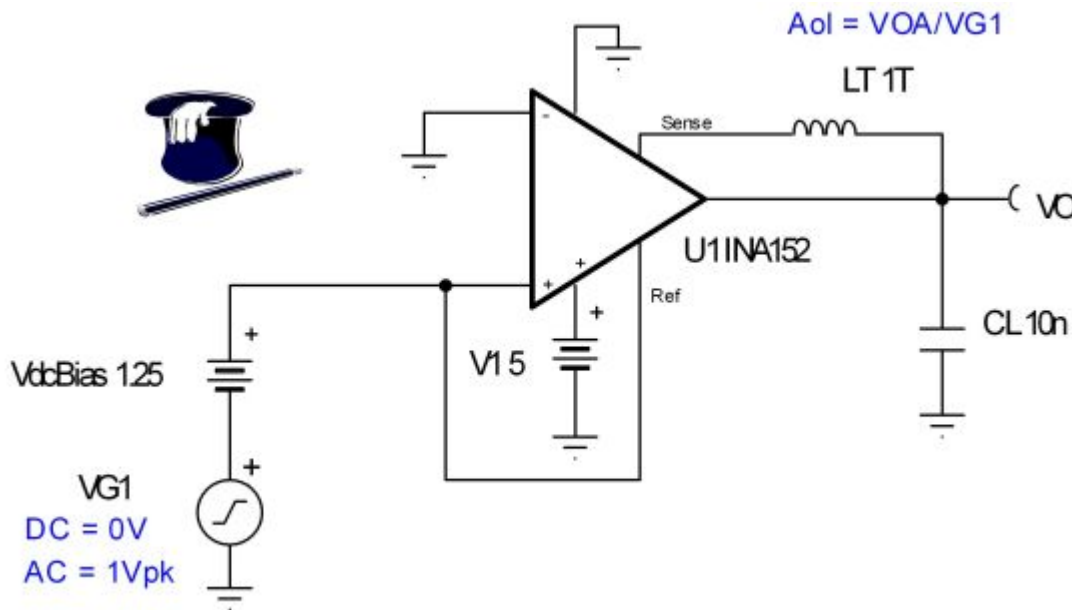 Aol = VOA/VG1
LT 1T
Sense
-
VO
U1 INA152
+
+
Ref
+
CL 10n
+
V1 5
VdcBias 1.25
+
VG1
DC = 0V
AC = 1Vpk